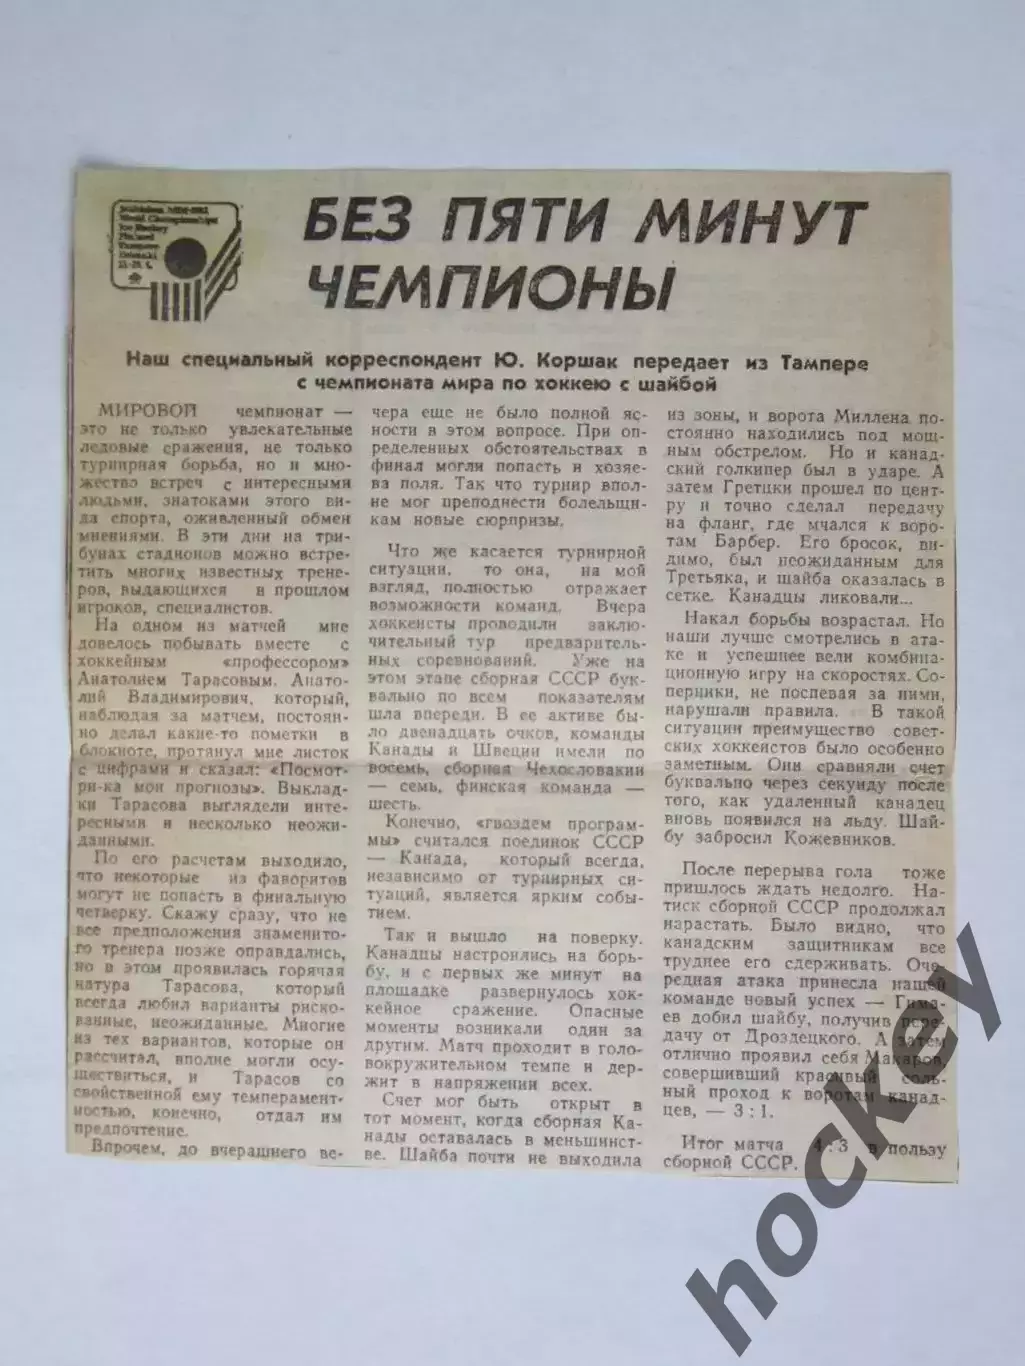 Jääkiekon MM-1982
World Championships
Ice Hockey
Finland
Tampere
Helsinki
БЕЗ ПЯТИ МИНУТ
ЧЕМПИОНЫ
Наш специальный корреспондент Ю. Коршак передает из Тампере
с чемпионата мира по хоккею с шайбой
МИРОВОЙ чемпионат —
это не только увлекательные
ледовые сражения, не только
турнирная борьба, но и мно-
жество встреч с интересными
людьми, знатоками этого ви-
да спорта, оживленный обмен
мнениями. В эти дни на три-
бунах стадионов можно встре-
тить многих известных трене-
ров, выдающихся в прошлом
игроков, специалистов.
На одном из матчей мне
довелось побывать вместе с
хоккейным «профессором»
Анатолием Тарасовым. Анато-
лий Владимирович, который,
наблюдая за матчем, постоян-
но делал какие-то пометки в
блокноте, протянул мне листок
с цифрами и сказал: «Посмот-
ри-ка мои прогнозы». Выклад-
ки Тарасова выглядели инте-
ресными и несколько неожи-
данными.
По его расчетам выходило,
что некоторые из фаворитов
могут не попасть в финальную
четверку. Скажу сразу, что не
все предположения знаменито-
го тренера позже оправдались,
но в этом проявилась горячая
натура Тарасова, который
всегда любил варианты риско-
ванные, неожиданные. Многие
из тех вариантов, которые он
рассчитал, вполне могли осу-
ществиться, и Тарасов со
свойственной ему темперамент-
ностью, конечно, отдал им
предпочтение.
Впрочем, до вчерашнего ве-
чера еще не было полной яс-
ности в этом вопросе. При оп-
ределенных обстоятельствах в
финал могли попасть и хозяе-
ва поля. Так что турнир впол-
не мог преподнести болельщи-
кам новые сюрпризы.
Что же касается турнирной
ситуации, то она, на мой
взгляд, полностью отражает
возможности команд. Вчера
хоккеисты проводили заклю-
чительный тур предваритель-
ных соревнований. Уже на
этом этапе сборная СССР бук-
вально по всем показателям
шла впереди. В ее активе бы-
ло двенадцать очков, команды
Канады и Швеции имели по
восемь, сборная Чехословакии
— семь, финская команда —
шесть.
Конечно, «гвоздем програм-
мы» считался поединок СССР
— Канада, который всегда,
независимо от турнирных си-
туаций, является ярким собы-
тием.
Так и вышло на поверку.
Канадцы настроились на борь-
бу, и с первых же минут на
площадке развернулось хок-
кейное сражение. Опасные
моменты возникали один за
другим. Матч проходит в голо-
вокружительном темпе и дер-
жит в напряжении всех.
Счет мог быть открыт в
тот момент, когда сборная Ка-
нады оставалась в меньшинст-
ве. Шайба почти не выходила
из зоны, и ворота Миллена по-
стоянно находились под мощ-
ным обстрелом. Но и канад-
ский голкипер был в ударе. А
затем Гретцки прошел по цент-
ру и точно сделал передачу
на фланг, где мчался к воро-
там Барбер. Его бросок, ви-
димо, был неожиданным для
Третьяка, и шайба оказалась в
сетке. Канадцы ликовали...
Накал борьбы возрастал. Но
наши лучше смотрелись в ата-
ке и успешнее вели комбина-
ционную игру на скоростях. Со-
перцики, не поспевая за ними,
нарушали правила. В такой
ситуации преимущество совет-
ских хоккеистов было особенно
заметным. Они сравняли счет
буквально через секунду после
того, как удаленный канадец
вновь появился на льду. Шай-
бу забросил Кожевников.
После перерыва гола тоже
пришлось ждать недолго. На-
тиск сборной СССР продолжал
нарастать. Было видно, что
канадским защитникам все
труднее его сдерживать. Оче-
редная атака принесла нашей
команде новый успех — Гима-
ев добил шайбу, получив пере-
дачу от Дроздецкого. А затем
отлично проявил себя Макаров,
совершивший красивый соль-
ный проход к воротам канад-
цев, — 3:1.
Итог матча 4:3 в пользу
сборной СССР.
hockey